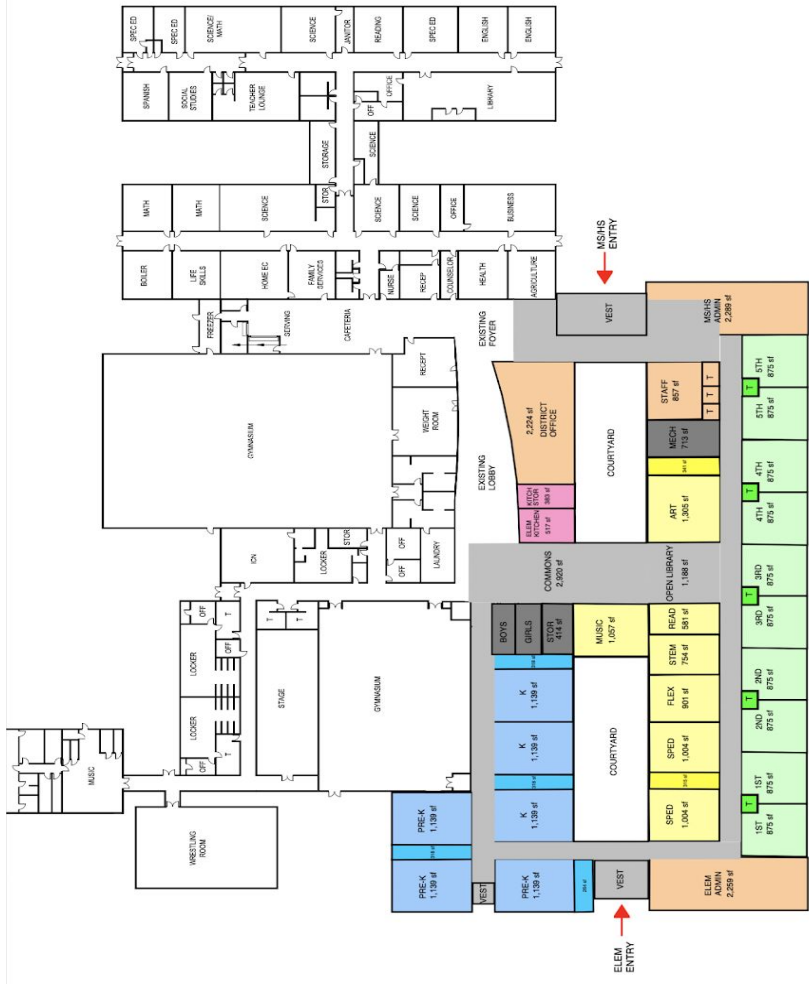 SPEC ED
SPEC ED
SCIENCE/
MATH
SCIENCE
JANITOR
READING
SPEC ED
ENGLISH
ENGLISH
SPANISH
SOCIAL
STUDIES
TEACHER
LOUNGE
OFF
OFFICE
LIBRARY
STORAGE
SCIENCE
MATH
MATH
SCIENCE
STOR
SCIENCE
SCIENCE
OFFICE
BUSINESS
BOILER
LIFE
SKILLS
HOME EC
FAMILY
SERVICES
NURSE
RECEP
COUNSELOR
HEALTH
AGRICULTURE
FREEZER
SERVING
CAFETERIA
EXISTING
FOYER
VEST
MS/HS
ENTRY
MS/HS
ADMIN
2,289 sf
GYMNASIUM
RECEPT
WEIGHT
ROOM
EXISTING
LOBBY
2,224 sf
DISTRICT
OFFICE
KITCH
STOR
383 sf
ELEM
KITCHEN
517 sf
COURTYARD
STAFF
857 sf
T
T
T
MECH
713 sf
ART
1,305 sf
5TH
875 sf
T
5TH
875 sf
4TH
875 sf
T
4TH
875 sf
3RD
875 sf
T
3RD
875 sf
2ND
875 sf
T
2ND
875 sf
1ST
875 sf
T
1ST
875 sf
ICN
LOCKER
STOR
OFF
OFF
LAUNDRY
COMMONS
2,920 sf
OPEN LIBRARY
1,188 sf
OFF
T
LOCKER
OFF
LOCKER
OFF
T
T
T
STAGE
GYMNASIUM
BOYS
GIRLS
STOR
414 sf
MUSIC
1,057 sf
READ
581 sf
STEM
754 sf
FLEX
901 sf
SPED
1,004 sf
SPED
1,004 sf
COURTYARD
K
1,139 sf
K
1,139 sf
K
1,139 sf
MUSIC
WRESTLING
ROOM
PRE-K
1,139 sf
PRE-K
1,139 sf
VEST
PRE-K
1,139 sf
VEST
ELEM
ENTRY
ELEM
ADMIN
2,259 sf